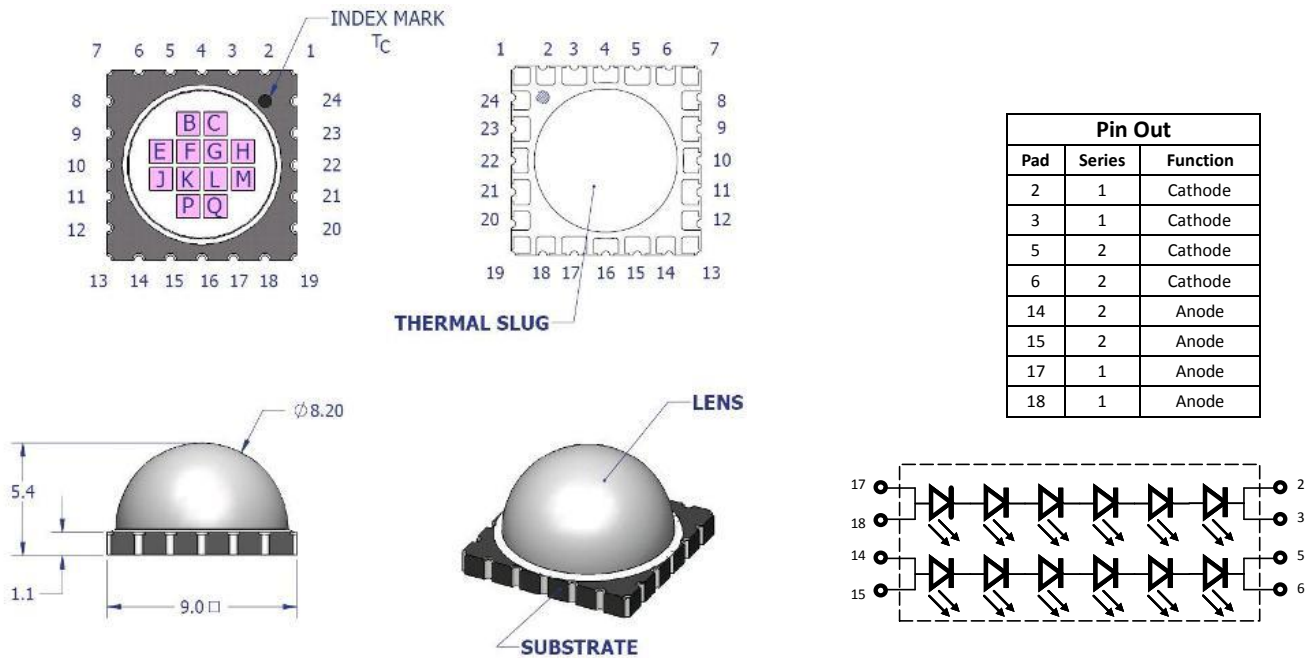 INDEX MARK
TC
7 6 5 4 3 2 1
8 24
9 23
10 22
11 21
12 20
13 14 15 16 17 18 19
B C
E F G H
J K L M
P Q
1 2 3 4 5 6 7
24 8
23 9
22 10
21 11
20 12
19 18 17 16 15 14 13
THERMAL SLUG
Pin Out
Pad Series Function
2 1 Cathode
3 1 Cathode
5 2 Cathode
6 2 Cathode
14 2 Anode
15 2 Anode
17 1 Anode
18 1 Anode
∅8.20
5.4
1.1
9.0 □
LENS
SUBSTRATE
17 2
18 3
14 5
15 6